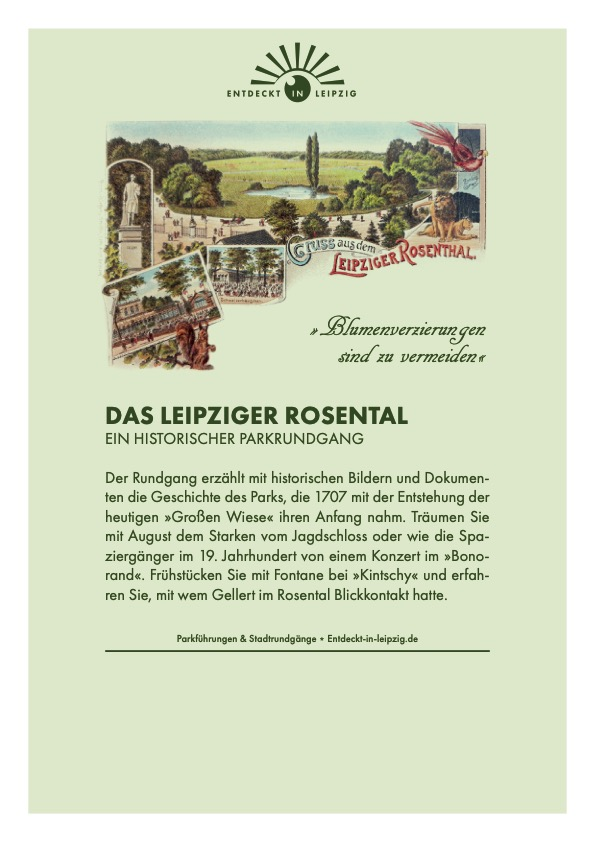 ENTDECKT IN LEIPZIG
Gruss aus dem
LEIPZIGER ROSENTHAL.
» Blumenverzierungen
sind zu vermeiden «
DAS LEIPZIGER ROSENTAL
EIN HISTORISCHER PARKRUNDGANG
Der Rundgang erzählt mit historischen Bildern und Dokumen-
ten die Geschichte des Parks, die 1707 mit der Entstehung der
heutigen »Großen Wiese« ihren Anfang nahm. Träumen Sie
mit August dem Starken vom Jagdschloss oder wie die Spa-
ziergänger im 19. Jahrhundert von einem Konzert im »Bono-
rand«. Frühstücken Sie mit Fontane bei »Kintschy« und erfah-
ren Sie, mit wem Gellert im Rosental Blickkontakt hatte.
Parkführungen & Stadtrundgänge + Entdeckt-in-leipzig.de